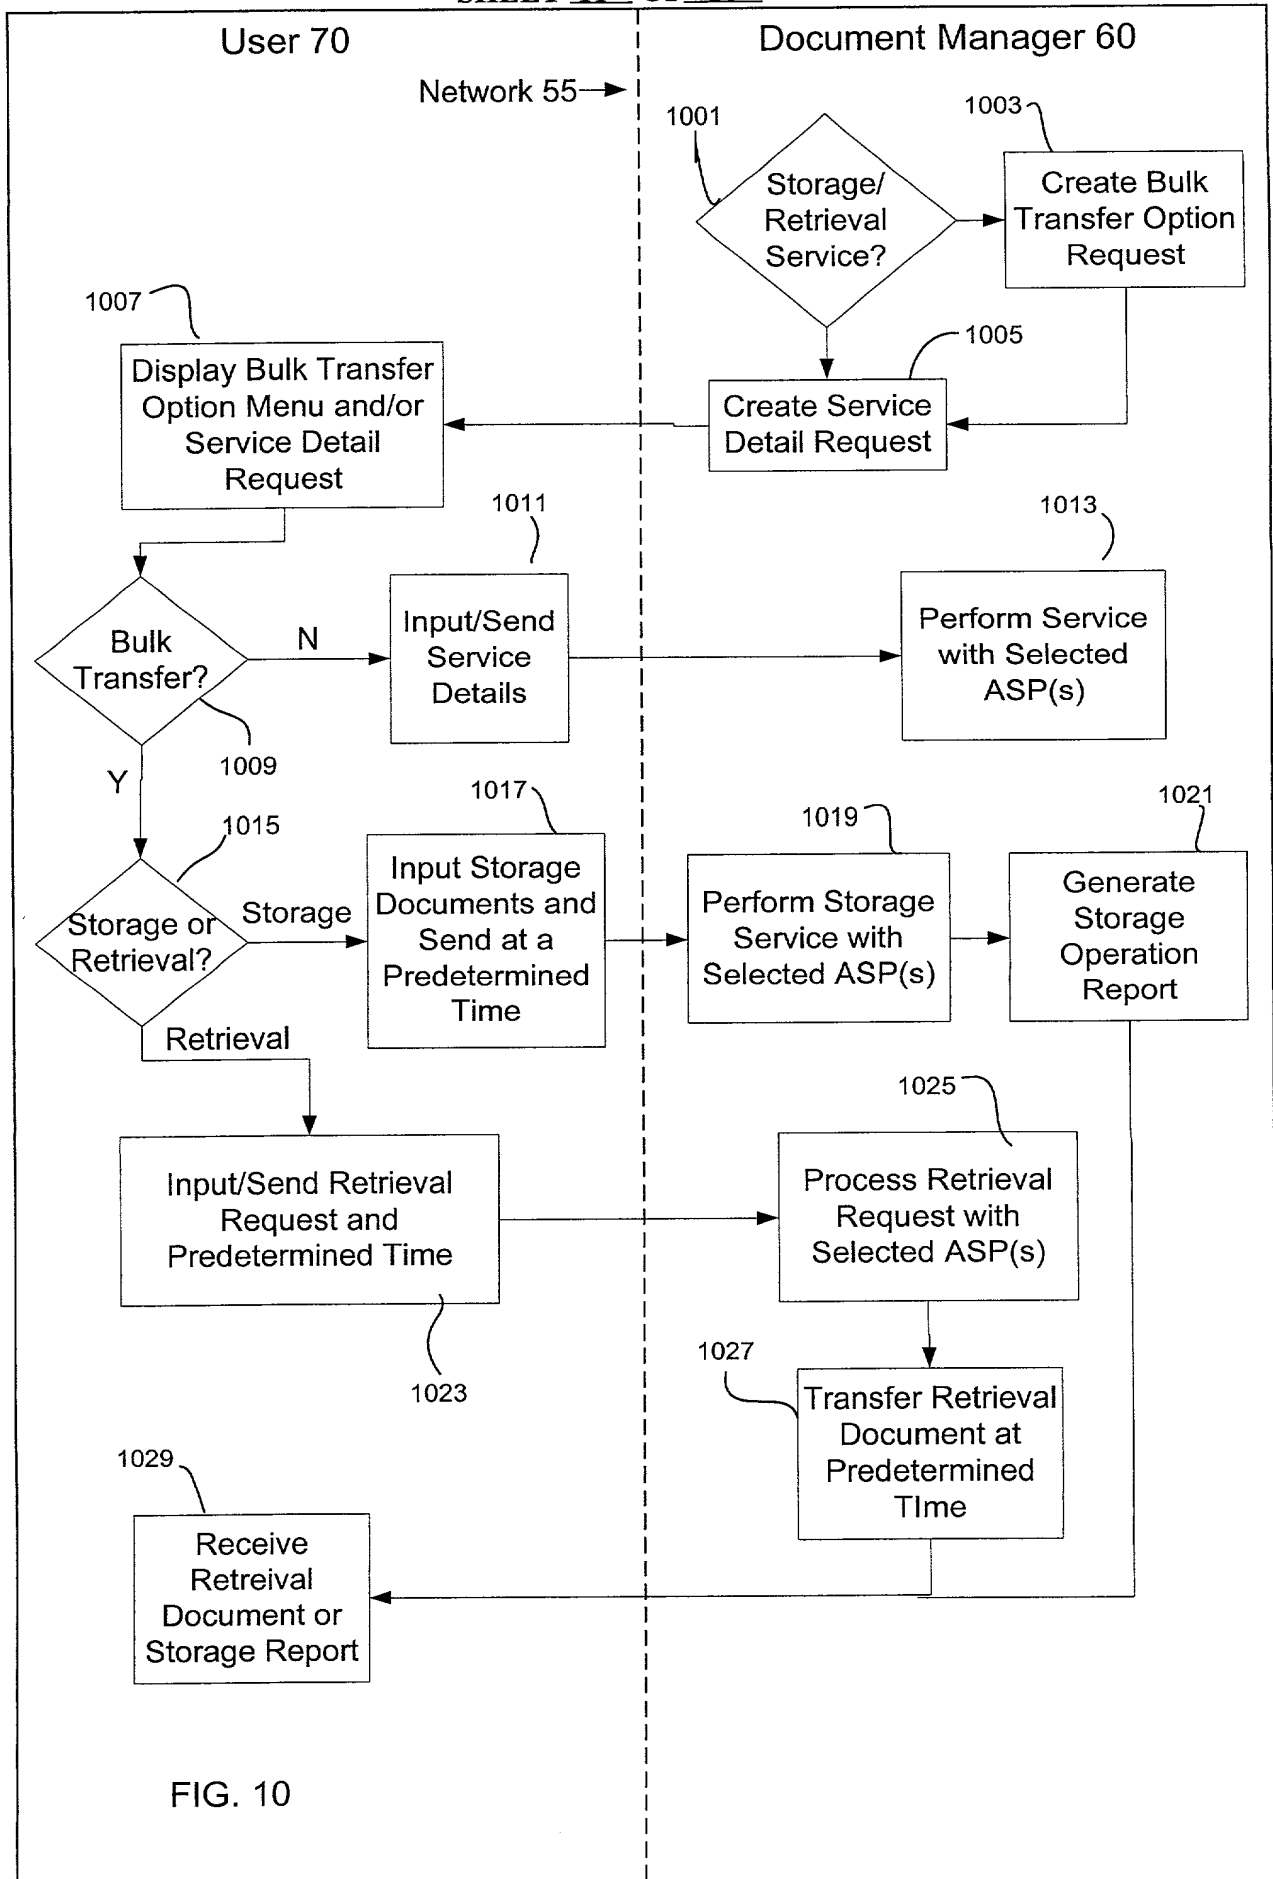 User 70
Document Manager 60
Network 55
1001
1003
Storage/
Retrieval
Service?
Create Bulk
Transfer Option
Request
1007
1005
Display Bulk Transfer
Option Menu and/or
Service Detail
Request
Create Service
Detail Request
1011
1013
Bulk
Transfer?
N
Input/Send
Service
Details
Perform Service
with Selected
ASP(s)
1009
Y
1015
1017
1019
1021
Storage or
Retrieval?
Storage
Input Storage
Documents and
Send at a
Predetermined
Time
Perform Storage
Service with
Selected ASP(s)
Generate
Storage
Operation
Report
Retrieval
1025
Input/Send Retrieval
Request and
Predetermined Time
Process Retrieval
Request with
Selected ASP(s)
1023
1027
Transfer Retrieval
Document at
Predetermined
TIme
1029
Receive
Retreival
Document or
Storage Report
FIG. 10